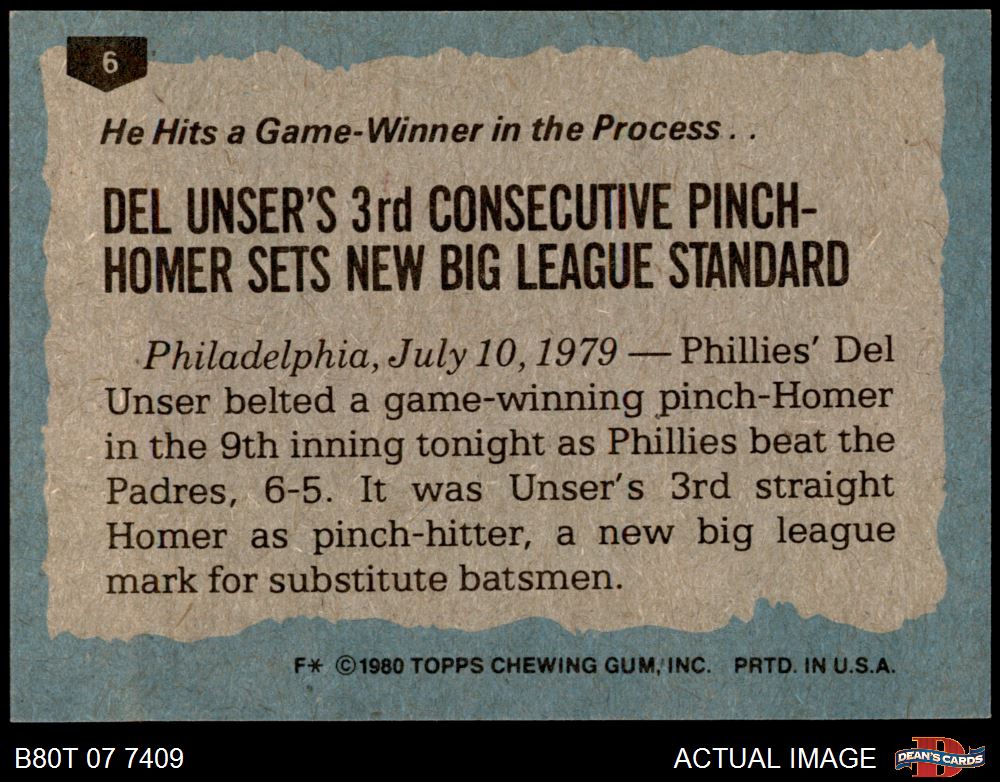 6
He Hits a Game-Winner in the Process . .
DEL UNSER'S 3rd CONSECUTIVE PINCH-
HOMER SETS NEW BIG LEAGUE STANDARD
Philadelphia, July 10, 1979 — Phillies' Del
Unser belted a game-winning pinch-Homer
in the 9th inning tonight as Phillies beat the
Padres, 6-5. It was Unser's 3rd straight
Homer as pinch-hitter, a new big league
mark for substitute batsmen.
F* ©1980 TOPPS CHEWING GUM, INC. PRTD. IN U.S.A.
B80T 07 7409
ACTUAL IMAGE
D
DEAN'S CARDS